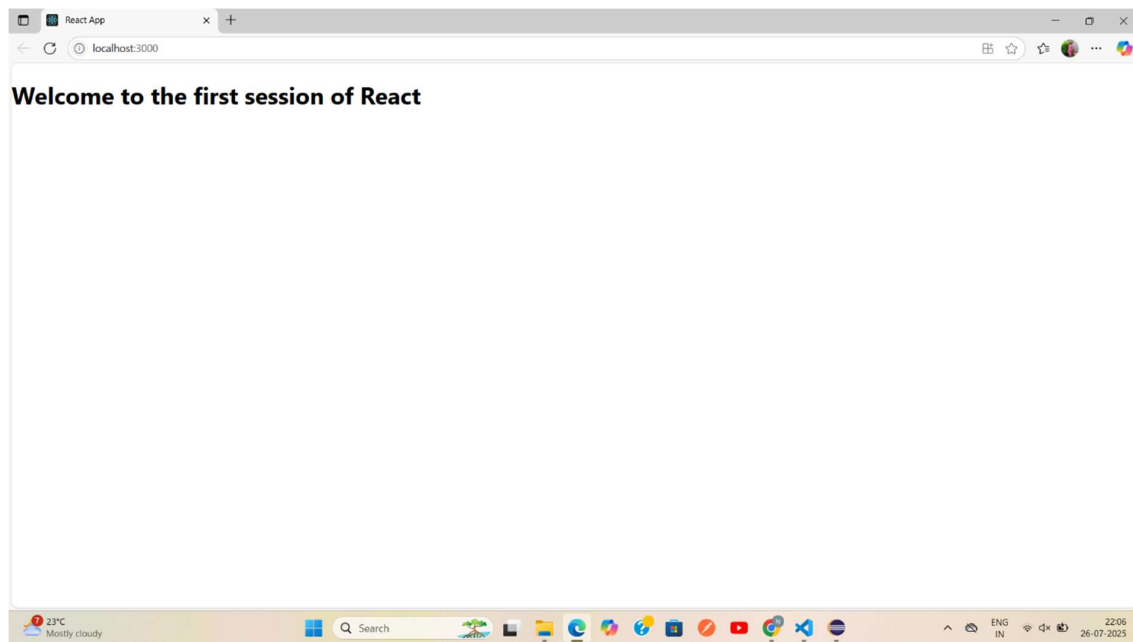 React App
localhost:3000
Welcome to the first session of React
7
23°C
Mostly cloudy
Search
ENG
IN
22:06
26-07-2025